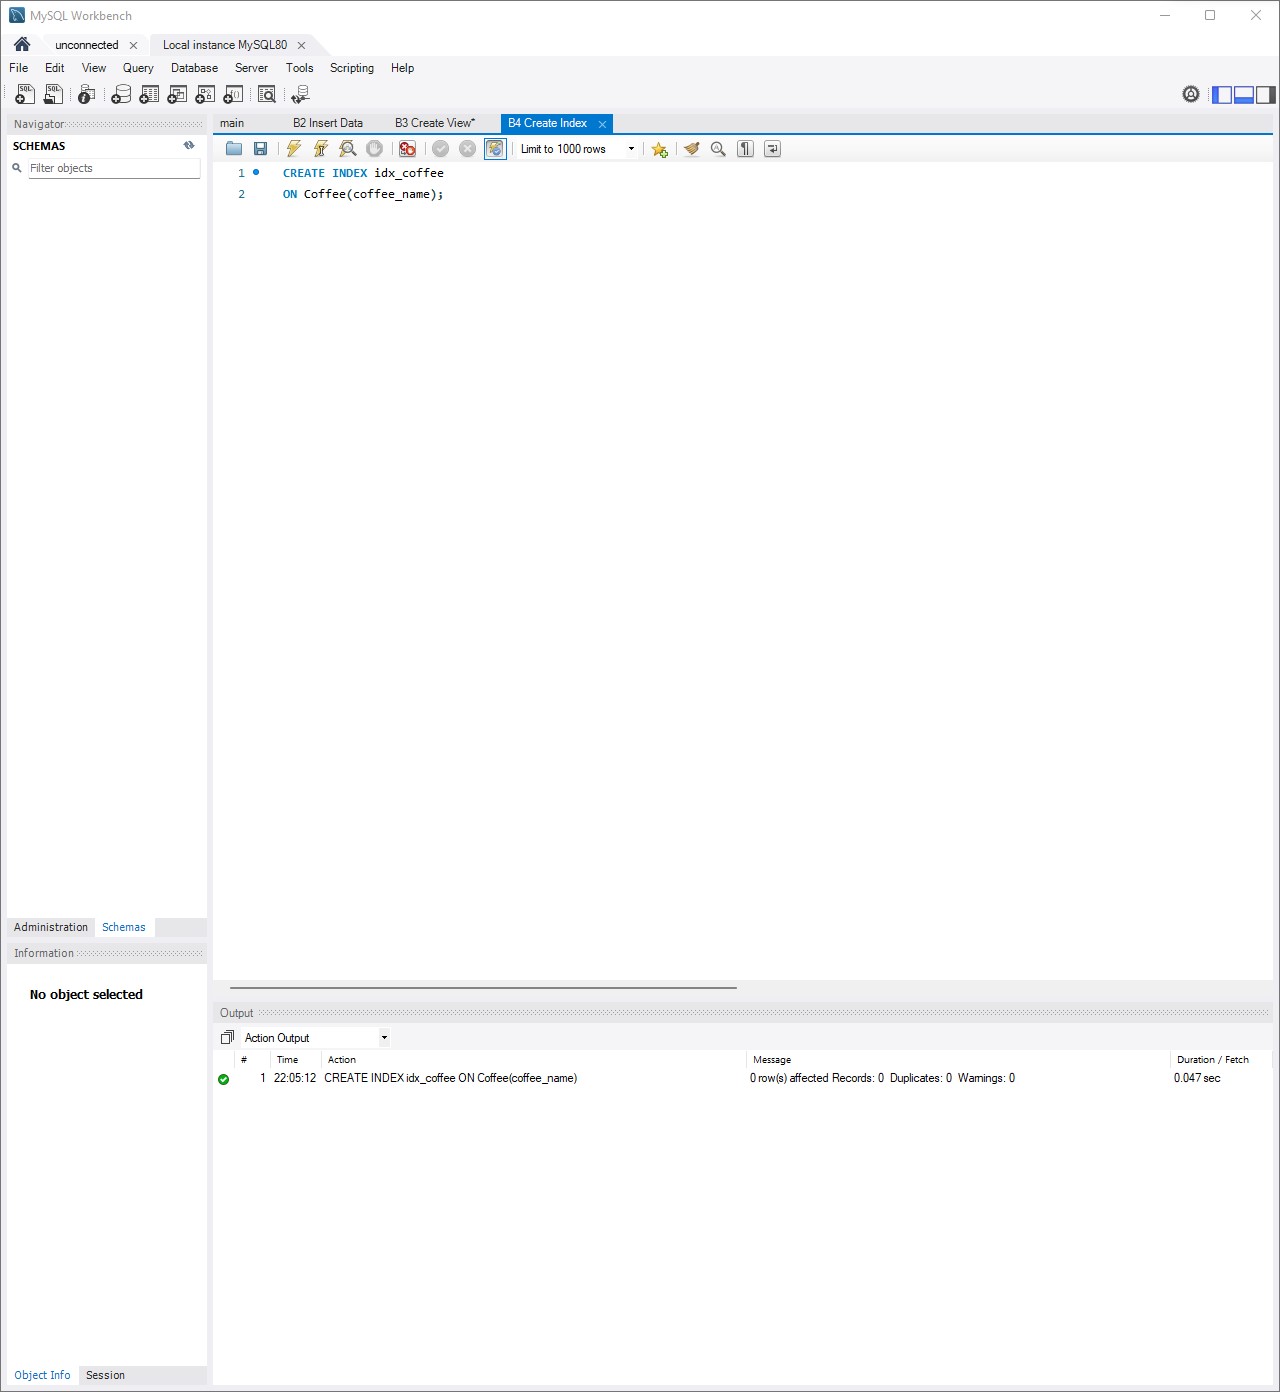 MySQL Workbench
unconnected
Local instance MySQL80
File Edit View Query Database Server Tools Scripting Help
Navigator
SCHEMAS
Filter objects
main
B2 Insert Data
B3 Create View*
B4 Create Index
Limit to 1000 rows
1 CREATE INDEX idx_coffee
2 ON Coffee(coffee_name);
Administration Schemas
Information
No object selected
Output
Action Output
# Time Action Message Duration / Fetch
1 22:05:12 CREATE INDEX idx_coffee ON Coffee(coffee_name) 0 row(s) affected Records: 0 Duplicates: 0 Warnings: 0 0.047 sec
Object Info Session